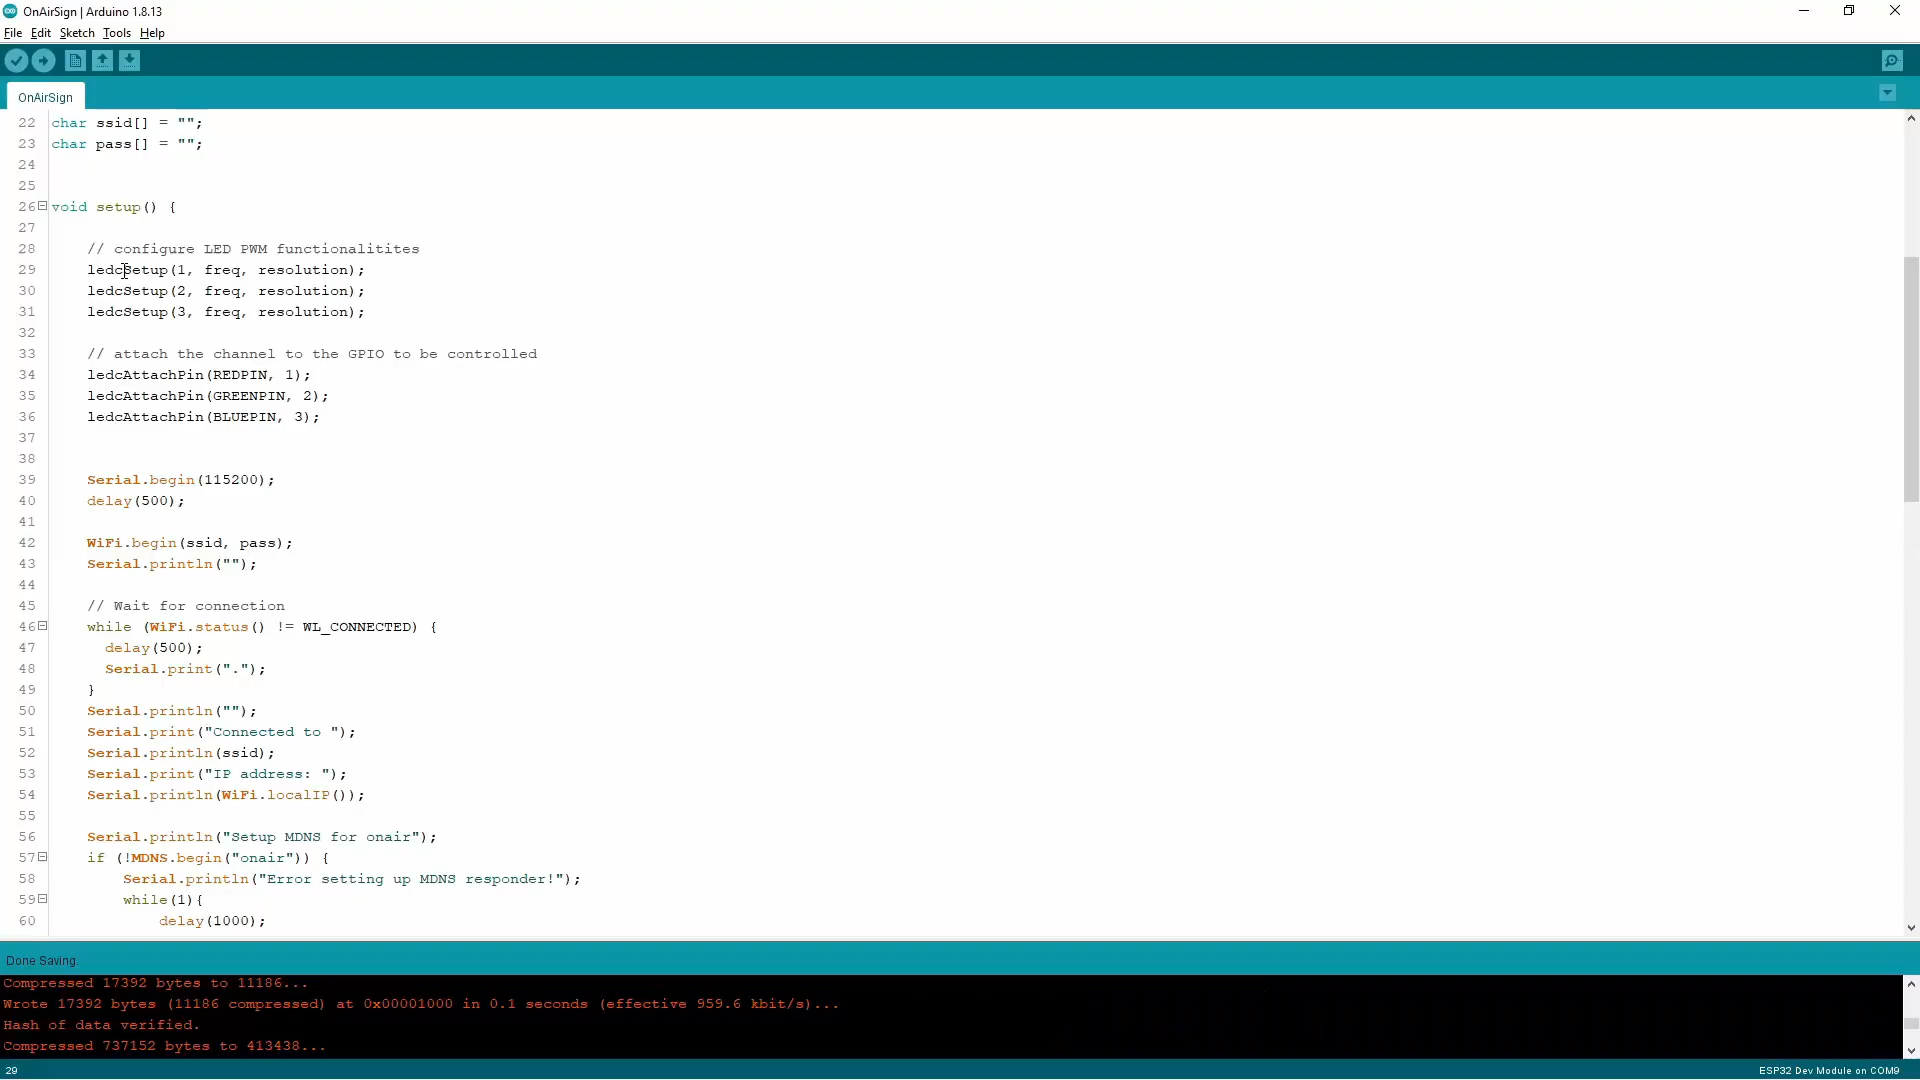 OnAirSign | Arduino 1.8.13
File Edit Sketch Tools Help
OnAirSign
22 char ssid[] = "";
23 char pass[] = "";
24
25
26 void setup() {
27
28 // configure LED PWM functionalitites
29 ledcSetup(1, freq, resolution);
30 ledcSetup(2, freq, resolution);
31 ledcSetup(3, freq, resolution);
32
33 // attach the channel to the GPIO to be controlled
34 ledcAttachPin(REDPIN, 1);
35 ledcAttachPin(GREENPIN, 2);
36 ledcAttachPin(BLUEPIN, 3);
37
38
39 Serial.begin(115200);
40 delay(500);
41
42 WiFi.begin(ssid, pass);
43 Serial.println("");
44
45 // Wait for connection
46 while (WiFi.status() != WL_CONNECTED) {
47 delay(500);
48 Serial.print(".");
49 }
50 Serial.println("");
51 Serial.print("Connected to ");
52 Serial.println(ssid);
53 Serial.print("IP address: ");
54 Serial.println(WiFi.localIP());
55
56 Serial.println("Setup MDNS for onair");
57 if (!MDNS.begin("onair")) {
58 Serial.println("Error setting up MDNS responder!");
59 while(1){
60 delay(1000);
Done Saving.
Compressed 17392 bytes to 11186...
Wrote 17392 bytes (11186 compressed) at 0x00001000 in 0.1 seconds (effective 959.6 kbit/s)...
Hash of data verified.
Compressed 737152 bytes to 413438...
29 ESP32 Dev Module on COM9